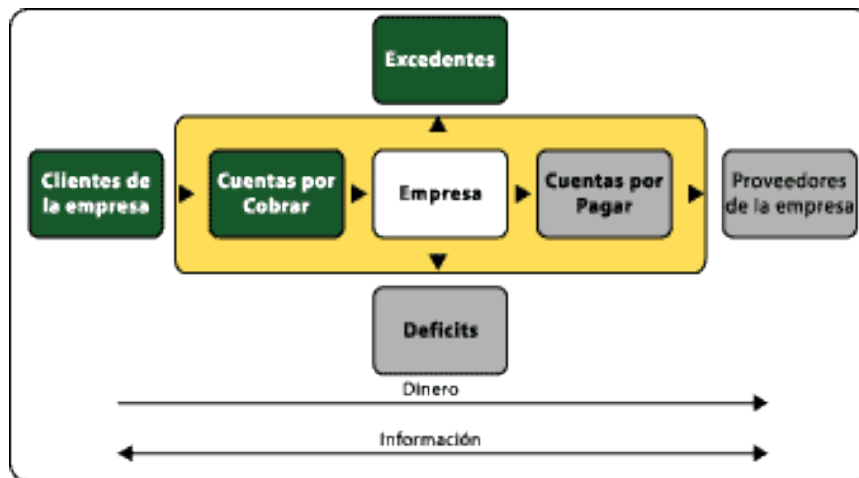 Excedentes
Clientes de
la empresa
Cuentas por
Cobrar
Empresa
Cuentas por
Pagar
Proveedores
de la empresa
Deficits
Dinero
Información